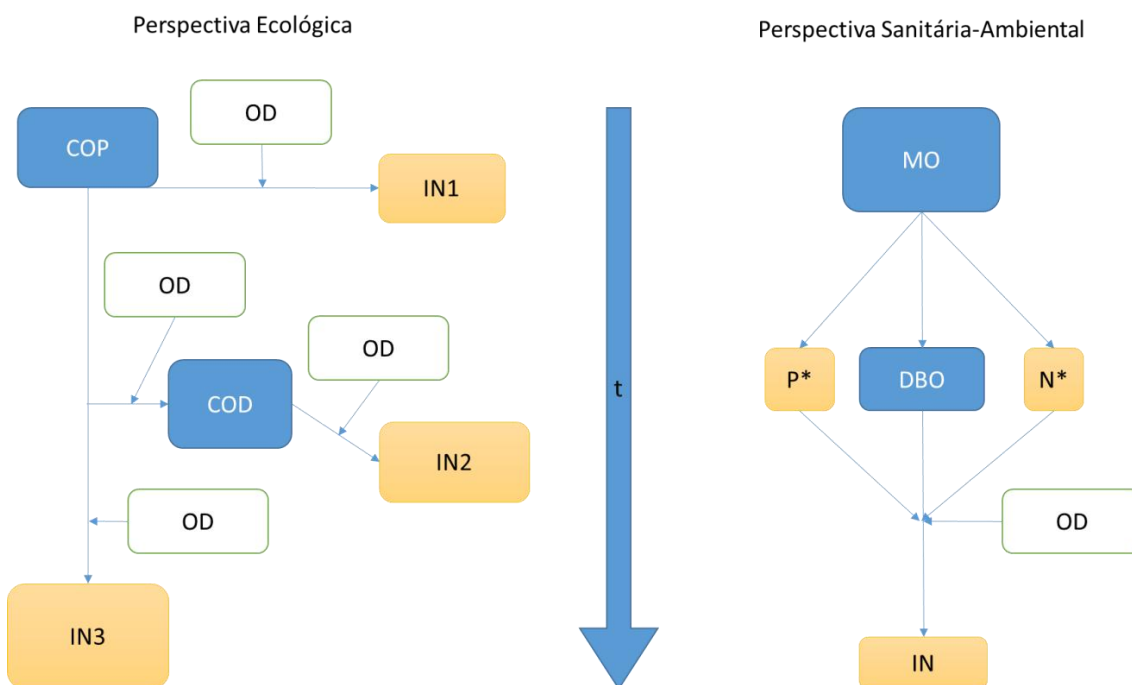 Perspectiva Ecológica
Perspectiva Sanitária-Ambiental
OD
COP
IN1
OD
COD
OD
IN2
OD
IN3
t
MO
P*
DBO
N*
OD
IN